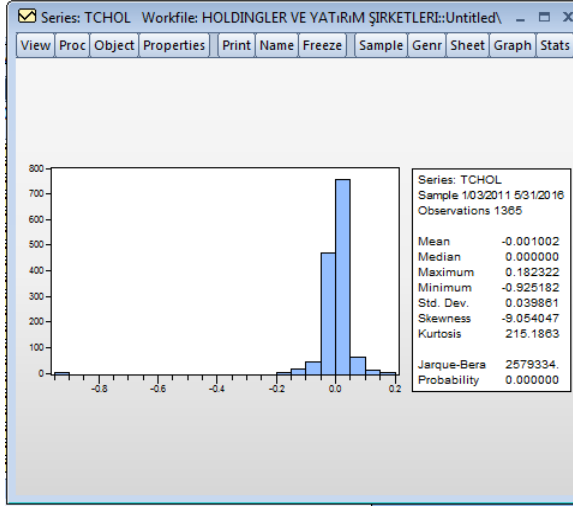 Series: TCHOL Workfile: HOLDINGLER VE YATıRıM ŞIRKETLERI::Untitled\
View Proc Object Properties Print Name Freeze Sample Genr Sheet Graph Stats
800
700
600
500
400
300
200
100
0
-0.8 -0.6 -0.4 -0.2 0.0 0.2
Series: TCHOL
Sample 1/03/2011 5/31/2016
Observations 1365
Mean -0.001002
Median 0.000000
Maximum 0.182322
Minimum -0.925182
Std. Dev. 0.039861
Skewness -9.054047
Kurtosis 215.1863
Jarque-Bera 2579334.
Probability 0.000000